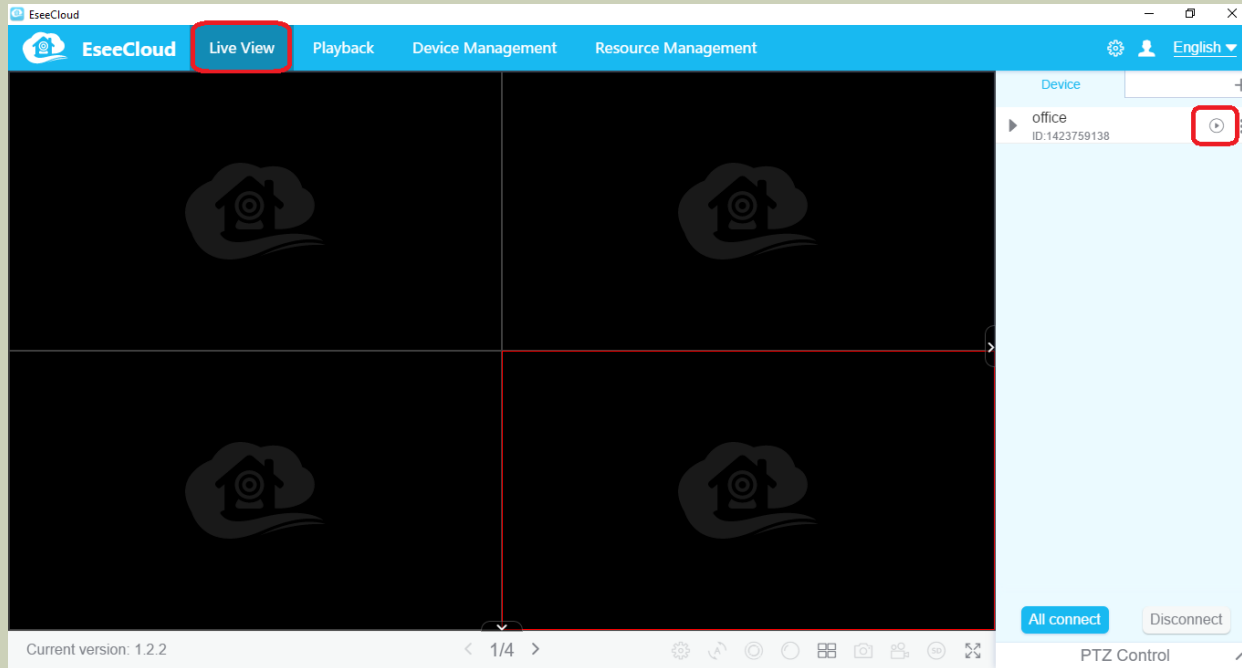 EseeCloud
EseeCloud Live View Playback Device Management Resource Management English
Device
office
ID:1423759138
All connect Disconnect
Current version: 1.2.2 1/4 SD PTZ Control